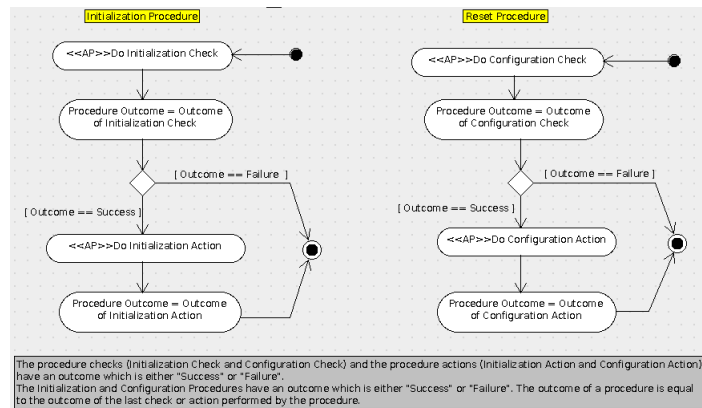 Initialization Procedure
<<AP>>Do Initialization Check
Procedure Outcome = Outcome
of Initialization Check
[ Outcome == Failure ]
[ Outcome == Success ]
<<AP>>Do Initialization Action
Procedure Outcome = Outcome
of Initialization Action
Reset Procedure
<<AP>>Do Configuration Check
Procedure Outcome = Outcome
of Configuration Check
[ Outcome == Failure ]
[ Outcome == Success ]
<<AP>>Do Configuration Action
Procedure Outcome = Outcome
of Configuration Action
The procedure checks (Initialization Check and Configuration Check) and the procedure actions (Initialization Action and Configuration Action)
have an outcome which is either "Success" or "Failure".
The Initialization and Configuration Procedures have an outcome which is either "Success" or "Failure". The outcome of a procedure is equal
to the outcome of the last check or action performed by the procedure.